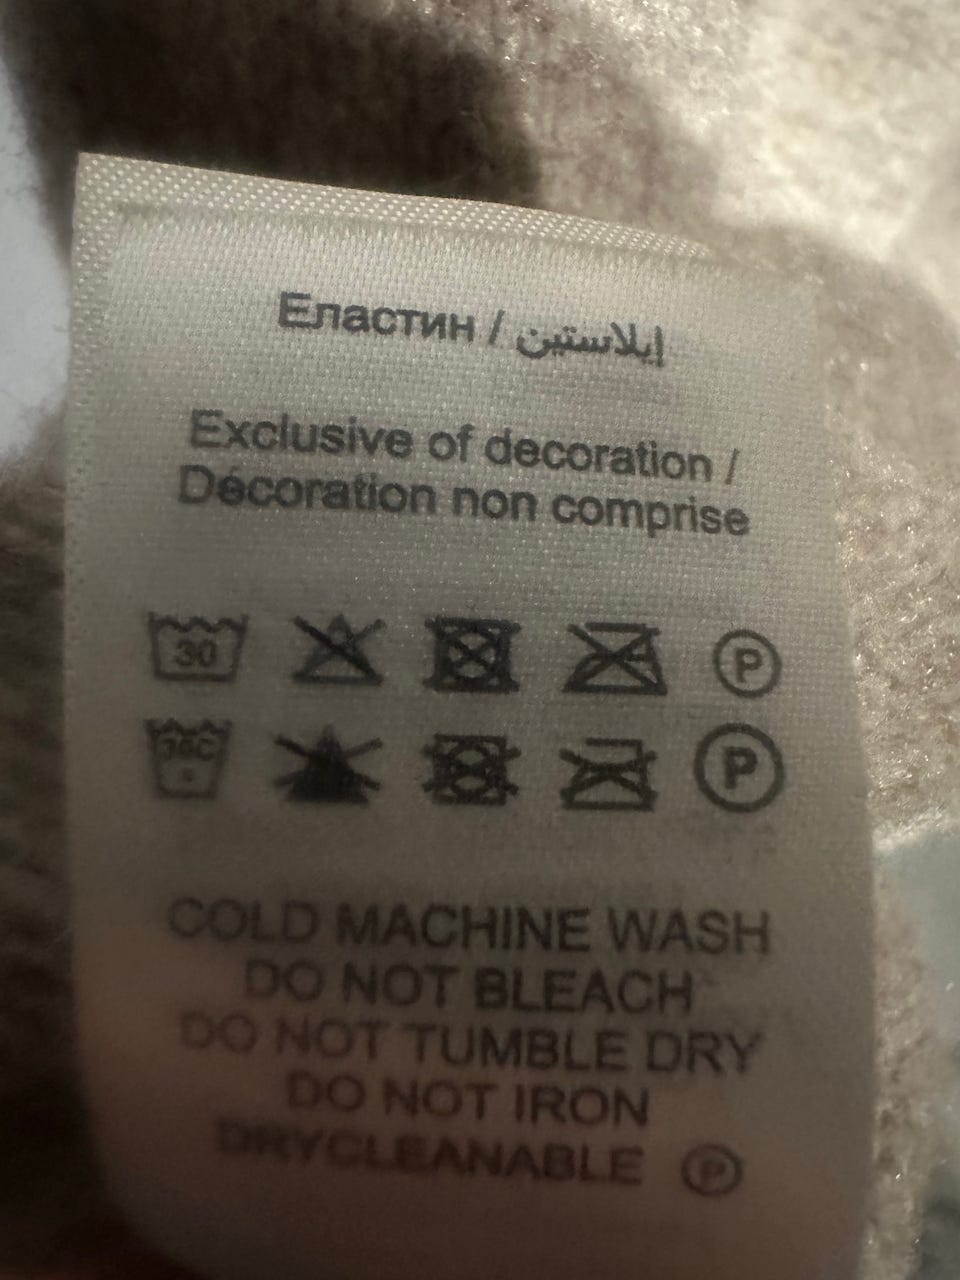 Еластин / إيلاستين
Exclusive of decoration /
Décoration non comprise
30 P
30C P
COLD MACHINE WASH
DO NOT BLEACH
DO NOT TUMBLE DRY
DO NOT IRON
DRYCLEANABLE P